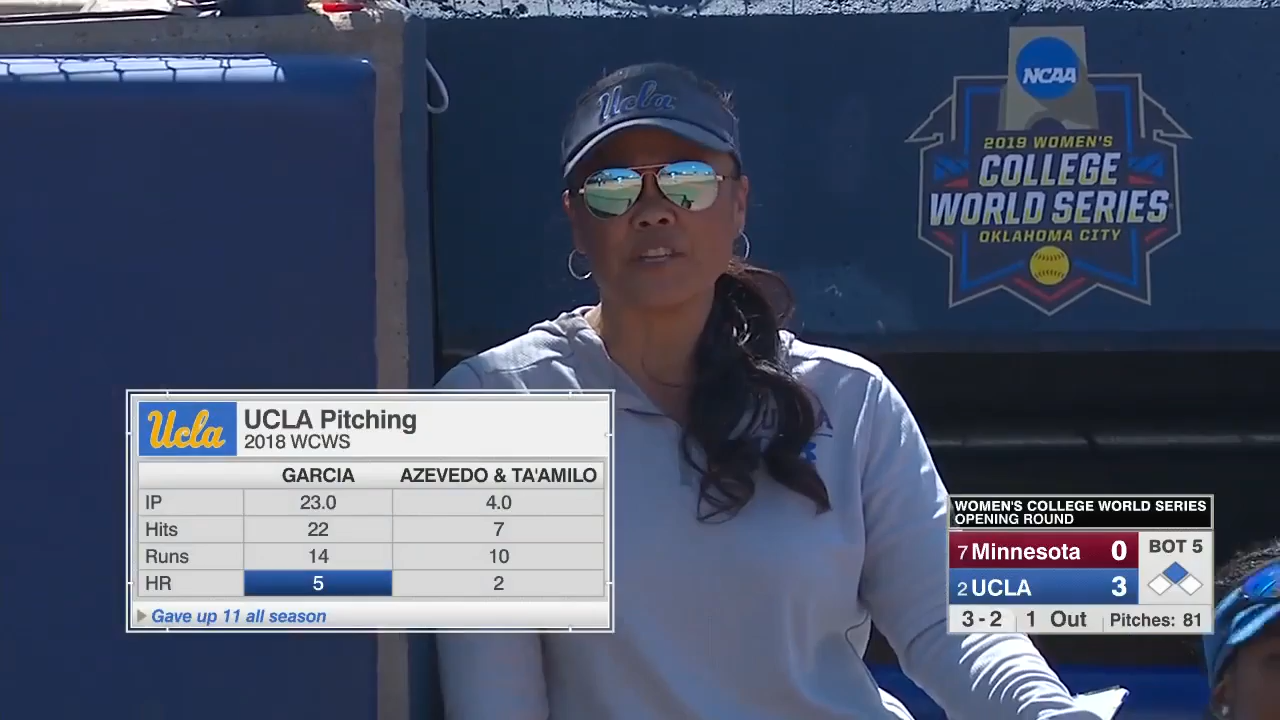 Ucla
NCAA
2019 WOMEN'S
COLLEGE
WORLD SERIES
OKLAHOMA CITY
Ucla
UCLA Pitching
2018 WCWS
GARCIA AZEVEDO & TA'AMILO
IP 23.0 4.0
Hits 22 7
Runs 14 10
HR 5 2
Gave up 11 all season
WOMEN'S COLLEGE WORLD SERIES
OPENING ROUND
7 Minnesota 0 BOT 5
2 UCLA 3
3 - 2 1 Out Pitches: 81